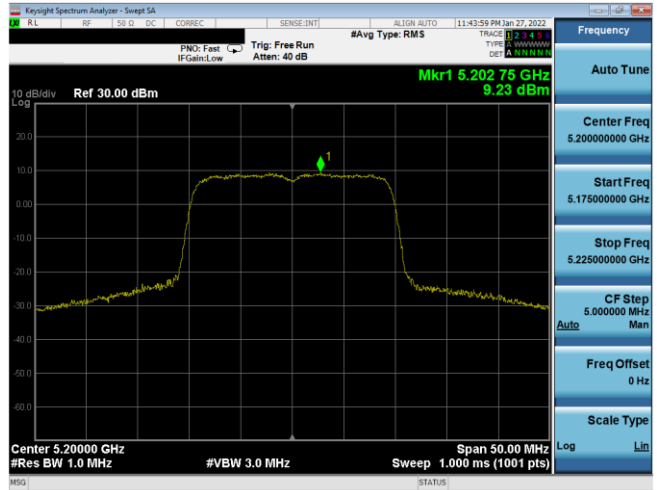 Keysight Spectrum Analyzer - Swept SA
RL RF 50 Ω DC CORREC SENSE:INT ALIGN AUTO 11:43:59 PM Jan 27, 2022
#Avg Type: RMS
TRACE 1 2 3 4 5 6
TYPE A WWWWW
DET A N N N N N
PNO: Fast
IFGain:Low
Trig: Free Run
Atten: 40 dB
Mkr1 5.202 75 GHz
9.23 dBm
10 dB/div Ref 30.00 dBm
Log
1
20.0
10.0
0.00
-10.0
-20.0
-30.0
-40.0
-50.0
-60.0
Center 5.20000 GHz
Span 50.00 MHz
#Res BW 1.0 MHz
#VBW 3.0 MHz
Sweep 1.000 ms (1001 pts)
MSG
STATUS
Frequency
Auto Tune
Center Freq
5.200000000 GHz
Start Freq
5.175000000 GHz
Stop Freq
5.225000000 GHz
CF Step
5.000000 MHz
Auto Man
Freq Offset
0 Hz
Scale Type
Log Lin